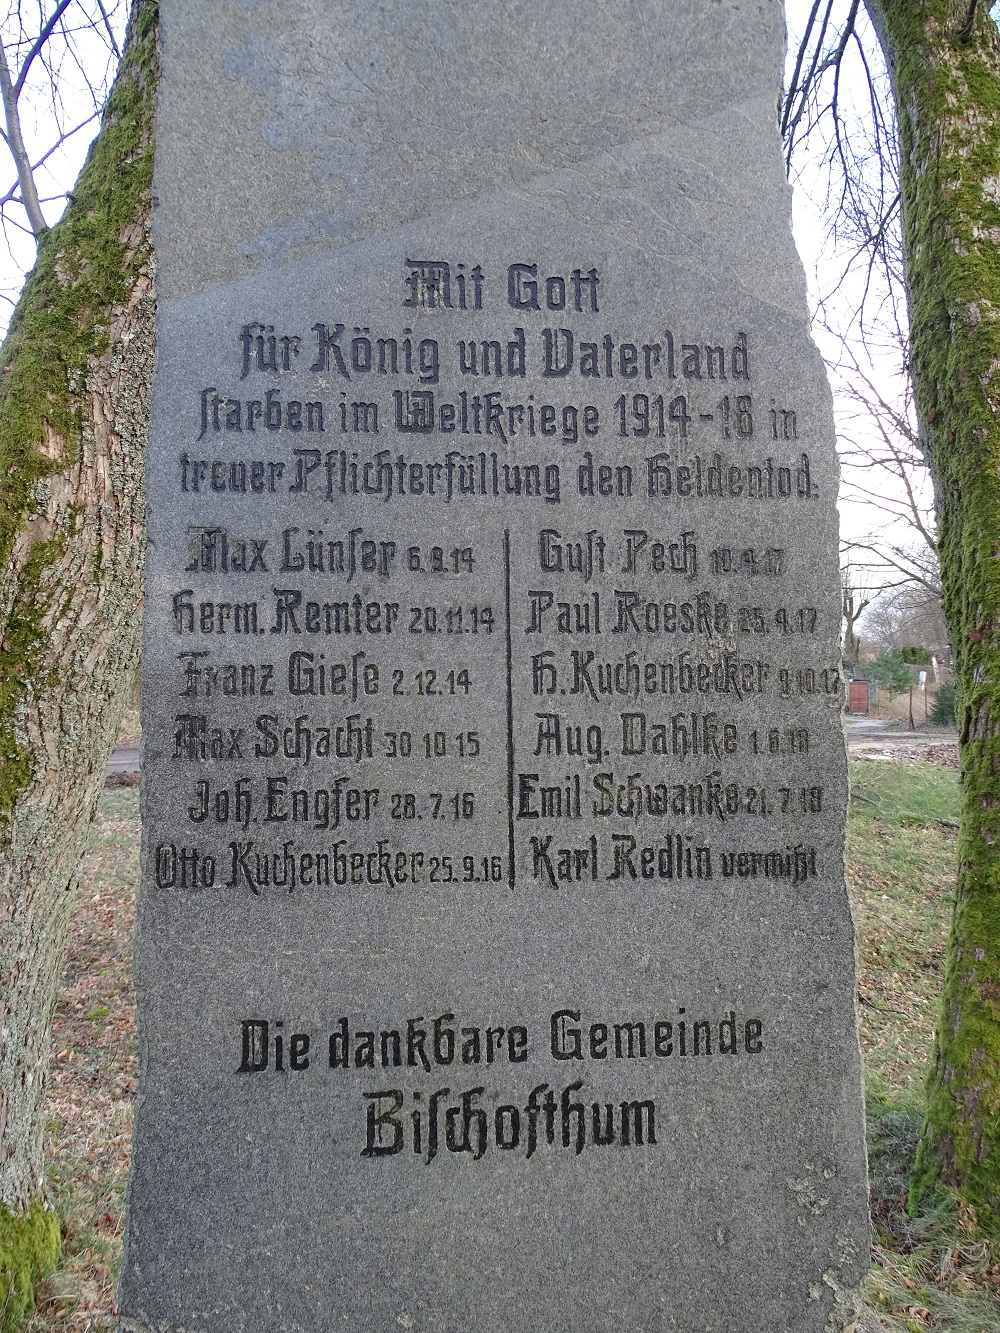 Mit Gott
für König und Vaterland
starben im Weltkriege 1914-18 in
treuer Pflichterfüllung den Heldentod.
Max Lünser 6.9.14
Herm. Remter 20.11.14
Franz Giese 2.12.14
Max Schacht 30 10 15
Joh. Engfer 28.7.16
Otto Kuchenbecker 25.9.16
Gust. Pech 10.4.17
Paul Roeske 25.4.17
H. Kuchenbecker 9.10.17
Aug. Dahlke 1.6.18
Emil Schwanke 21.7.18
Karl Redlin vermißt
Die dankbare Gemeinde
Bischofthum